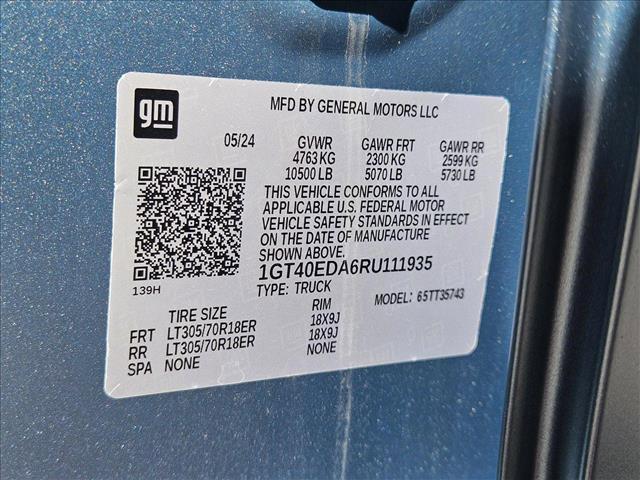 gm
MFD BY GENERAL MOTORS LLC
05/24 GVWR GAWR FRT GAWR RR
4763 KG 2300 KG 2599 KG
10500 LB 5070 LB 5730 LB
THIS VEHICLE CONFORMS TO ALL
APPLICABLE U.S. FEDERAL MOTOR
VEHICLE SAFETY STANDARDS IN EFFECT
ON THE DATE OF MANUFACTURE
SHOWN ABOVE.
1GT40EDA6RU111935
139H
TYPE: TRUCK MODEL: 65TT35743
TIRE SIZE RIM
FRT LT305/70R18ER 18X9J
RR LT305/70R18ER 18X9J
SPA NONE NONE